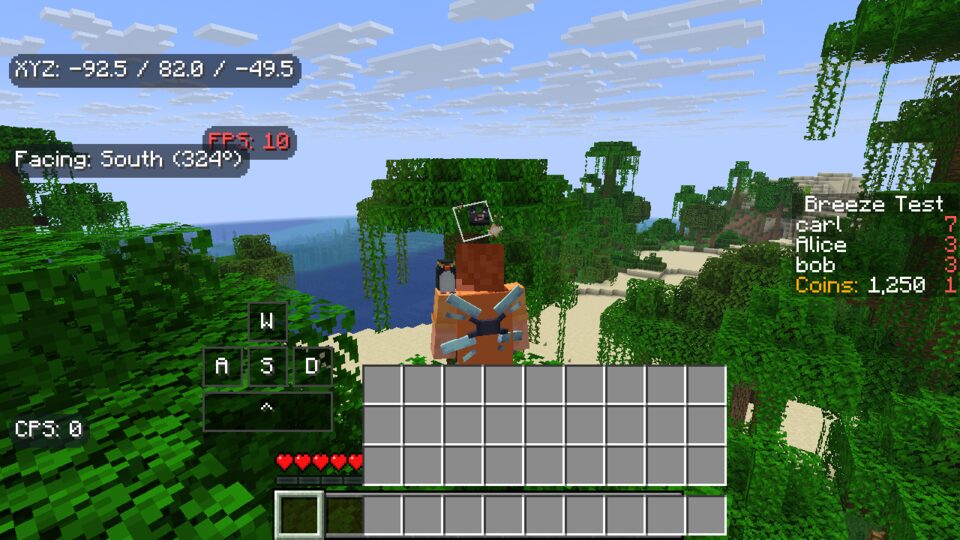 XYZ: -92.5 / 82.0 / -49.5
FPS: 10
Facing: South (324°)
Breeze Test
carl 7
Alice 3
bob 3
Coins: 1,250 1
W
A S D
^
CPS: 0